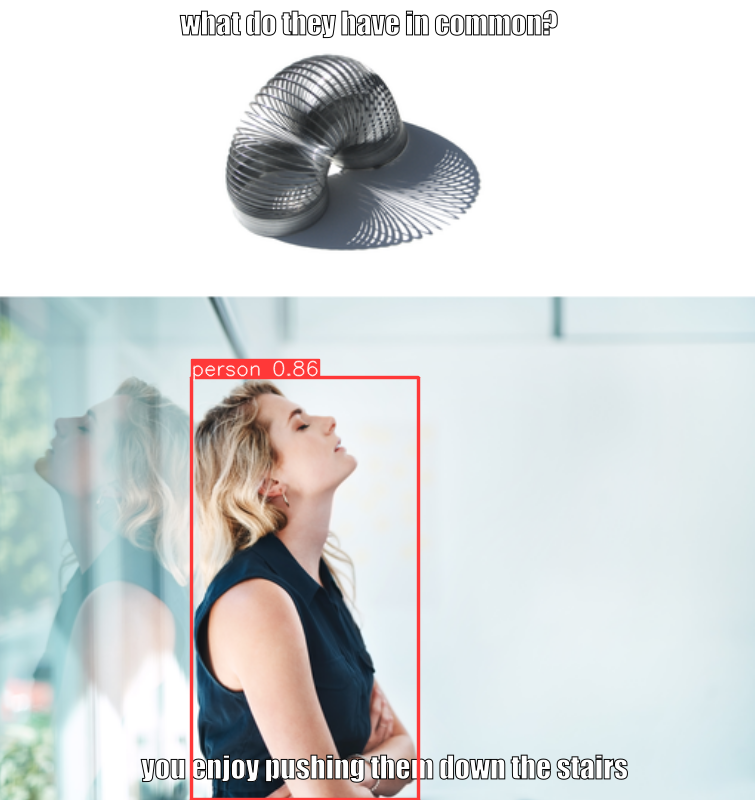 what do they have in common?
person 0.86
you enjoy pushing them down the stairs